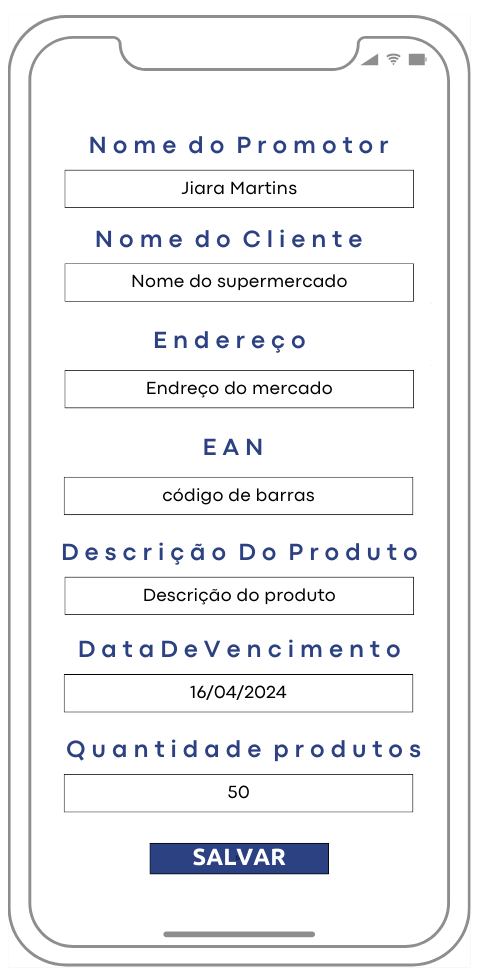 Nome do Promotor
Jiara Martins
Nome do Cliente
Nome do supermercado
Endereço
Endreço do mercado
EAN
código de barras
Descrição Do Produto
Descrição do produto
DataDeVencimento
16/04/2024
Quantidade produtos
50
SALVAR